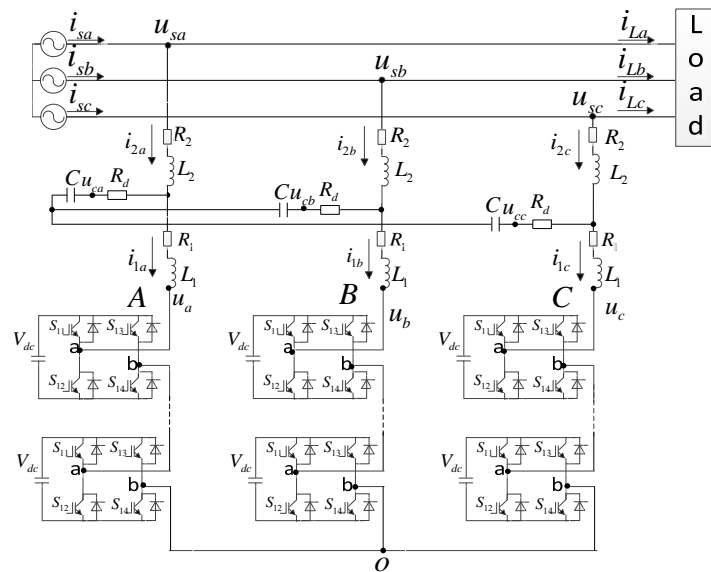 i_sa u_sa i_La L
i_sb u_sb i_Lb o
i_sc u_sc i_Lc a
d
R_2 R_2 R_2
i_2a i_2b i_2c
L_2 L_2 L_2
C u_ca R_d C u_cb R_d C u_cc R_d
R_1 R_1 R_1
i_1a i_1b i_1c
L_1 L_1 L_1
A B C
u_a u_b u_c
S_11 S_13 S_11 S_13 S_11 S_13
V_dc a V_dc a V_dc a
b b b
S_12 S_14 S_12 S_14 S_12 S_14
S_11 S_13 S_11 S_13 S_11 S_13
V_dc a V_dc a V_dc a
b b b
S_12 S_14 S_12 S_14 S_12 S_14
o